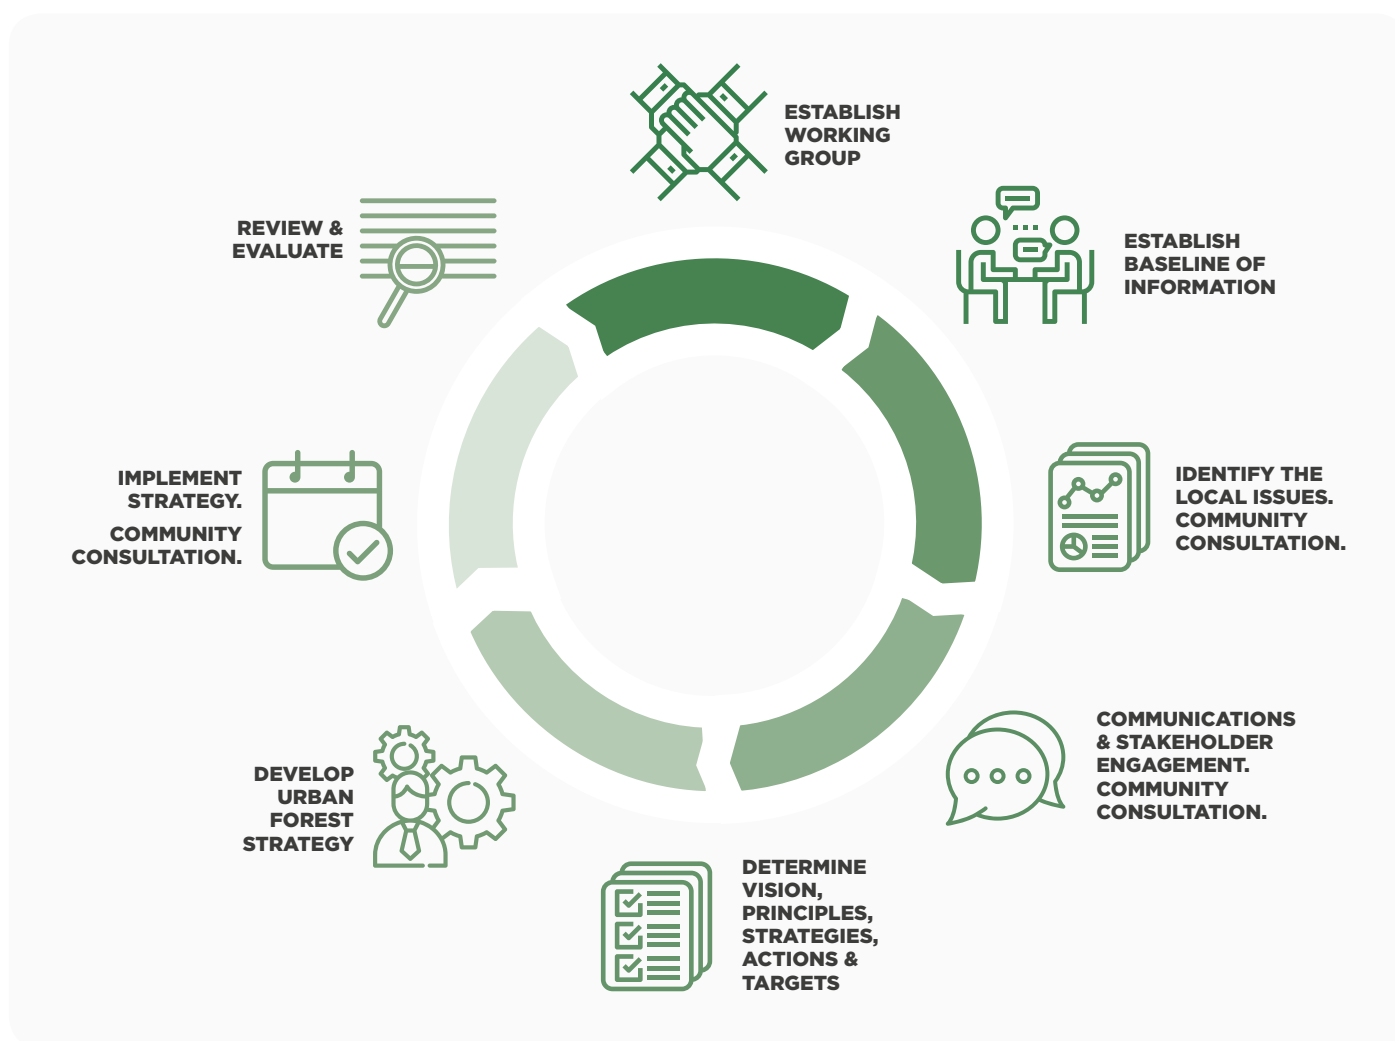 ESTABLISH
WORKING
GROUP
ESTABLISH
BASELINE OF
INFORMATION
IDENTIFY THE
LOCAL ISSUES.
COMMUNITY
CONSULTATION.
COMMUNICATIONS
& STAKEHOLDER
ENGAGEMENT.
COMMUNITY
CONSULTATION.
DETERMINE
VISION,
PRINCIPLES,
STRATEGIES,
ACTIONS &
TARGETS
DEVELOP
URBAN
FOREST
STRATEGY
IMPLEMENT
STRATEGY.
COMMUNITY
CONSULTATION.
REVIEW &
EVALUATE